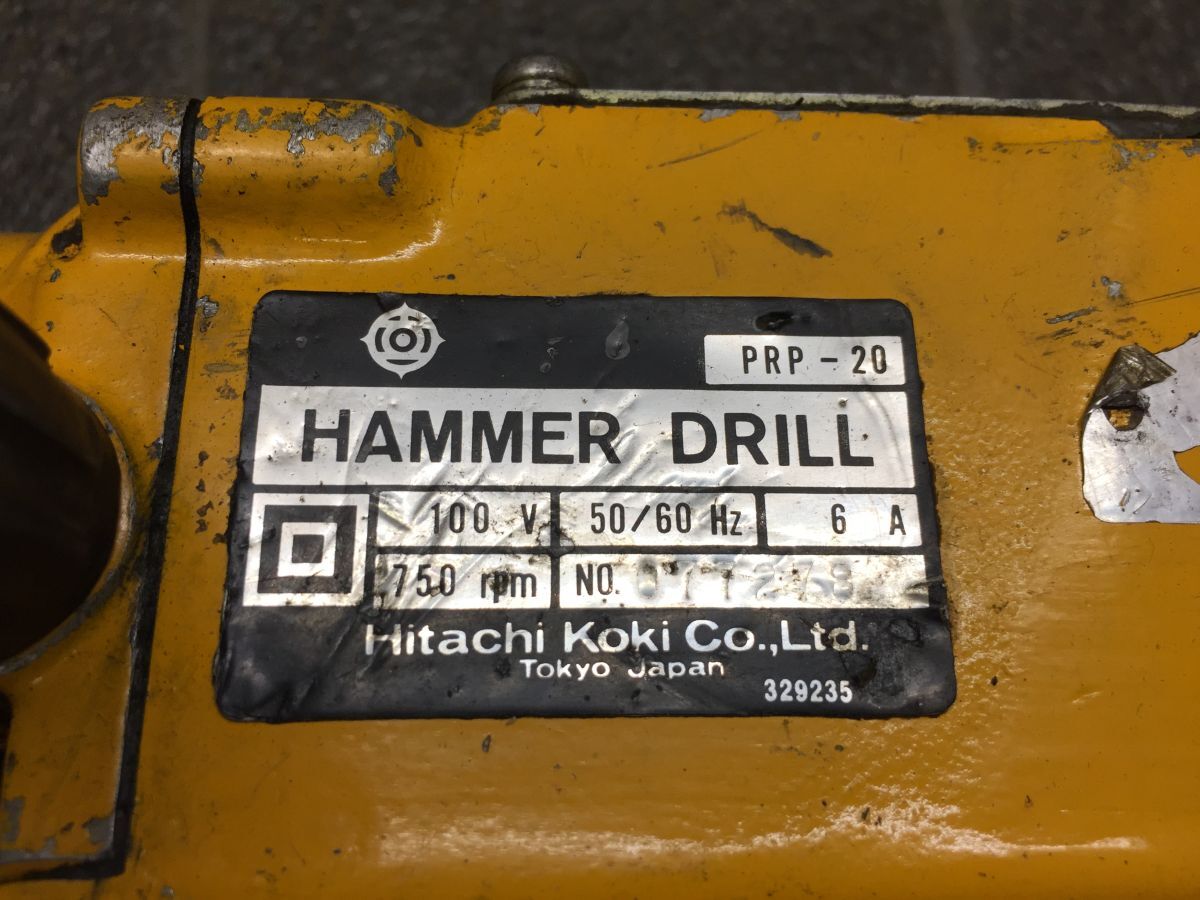 PRP-20
HAMMER DRILL
100 V 50/60 Hz 6 A
750 rpm NO.
Hitachi Koki Co.,Ltd.
Tokyo Japan
329235